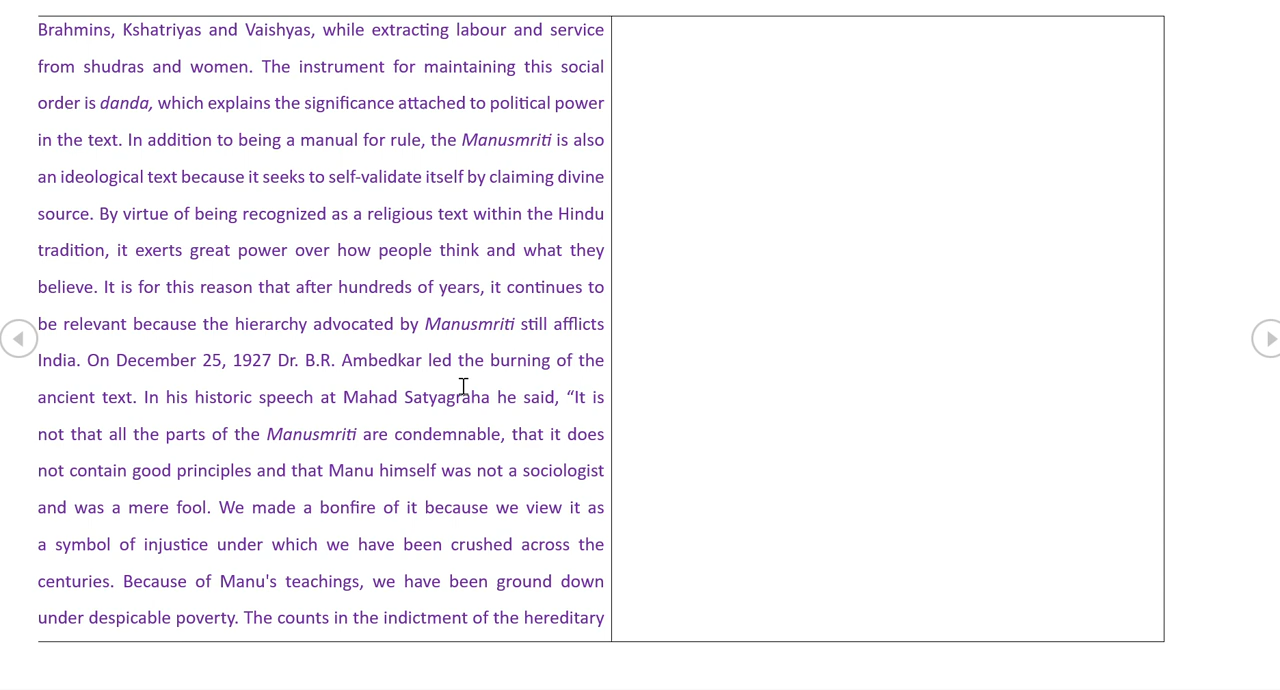 Brahmins, Kshatriyas and Vaishyas, while extracting labour and service
from shudras and women. The instrument for maintaining this social
order is danda, which explains the significance attached to political power
in the text. In addition to being a manual for rule, the Manusmriti is also
an ideological text because it seeks to self-validate itself by claiming divine
source. By virtue of being recognized as a religious text within the Hindu
tradition, it exerts great power over how people think and what they
believe. It is for this reason that after hundreds of years, it continues to
be relevant because the hierarchy advocated by Manusmriti still afflicts
India. On December 25, 1927 Dr. B.R. Ambedkar led the burning of the
ancient text. In his historic speech at Mahad Satyagraha he said, “It is
not that all the parts of the Manusmriti are condemnable, that it does
not contain good principles and that Manu himself was not a sociologist
and was a mere fool. We made a bonfire of it because we view it as
a symbol of injustice under which we have been crushed across the
centuries. Because of Manu's teachings, we have been ground down
under despicable poverty. The counts in the indictment of the hereditary